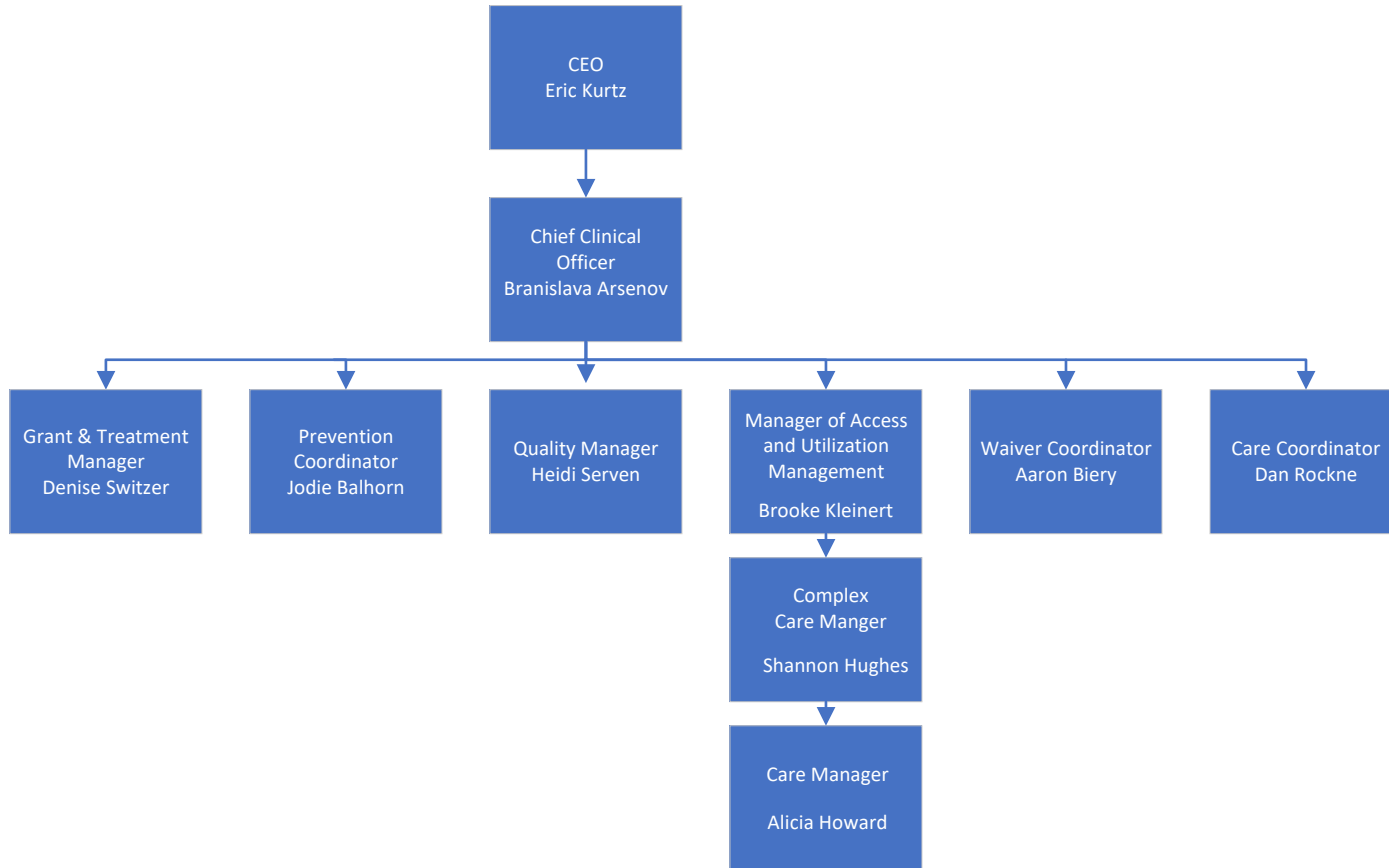 CEO
Eric Kurtz
Chief Clinical
Officer
Branislava Arsenov
Grant & Treatment
Manager
Denise Switzer
Prevention
Coordinator
Jodie Balhorn
Quality Manager
Heidi Serven
Manager of Access
and Utilization
Management
Brooke Kleinert
Waiver Coordinator
Aaron Biery
Care Coordinator
Dan Rockne
Complex
Care Manger
Shannon Hughes
Care Manager
Alicia Howard